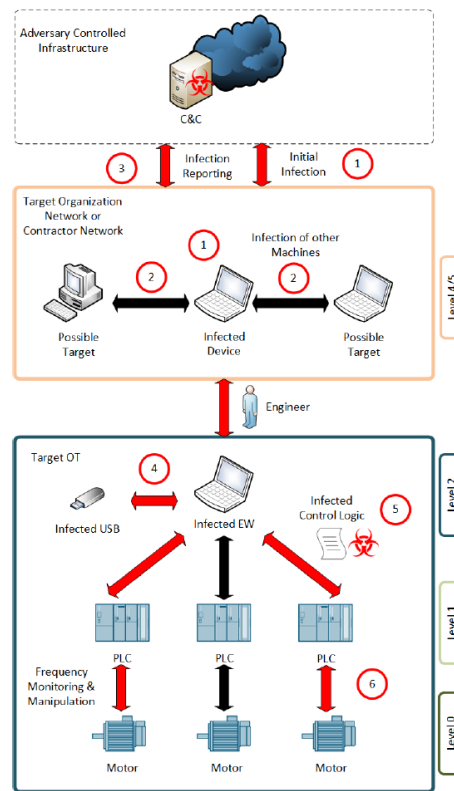 Adversary Controlled
Infrastructure
C&C
3
Infection
Reporting
Initial
Infection
1
Target Organization
Network or
Contractor Network
1
Infection of other
Machines
2
2
Possible
Target
Infected
Device
Possible
Target
Level 4/5
Engineer
Target OT
4
Infected USB
Infected EW
Infected
Control Logic
5
Level 2
PLC
PLC
PLC
Level 1
Frequency
Monitoring &
Manipulation
6
Motor
Motor
Motor
Level 0